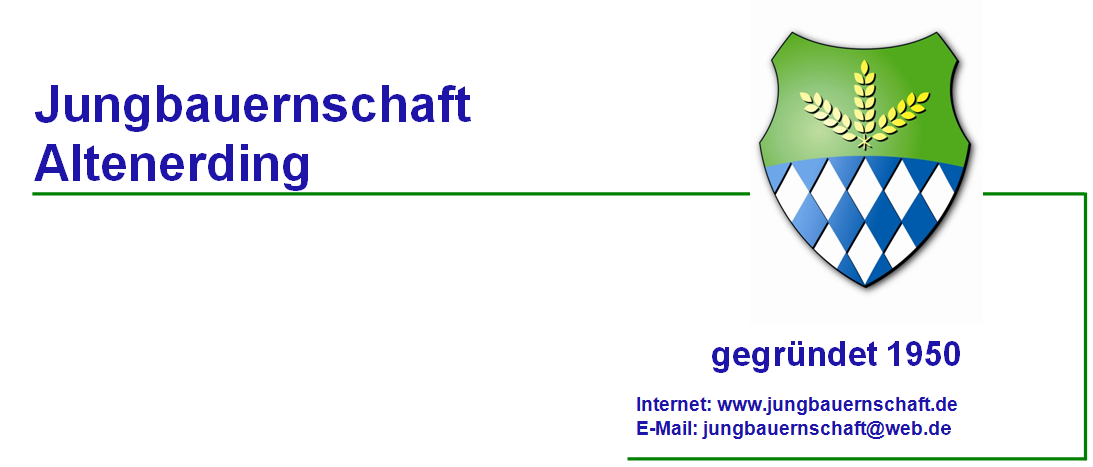 Jungbauernschaft
Altenerding
gegründet 1950
Internet: www.jungbauernschaft.de
E-Mail: jungbauernschaft@web.de